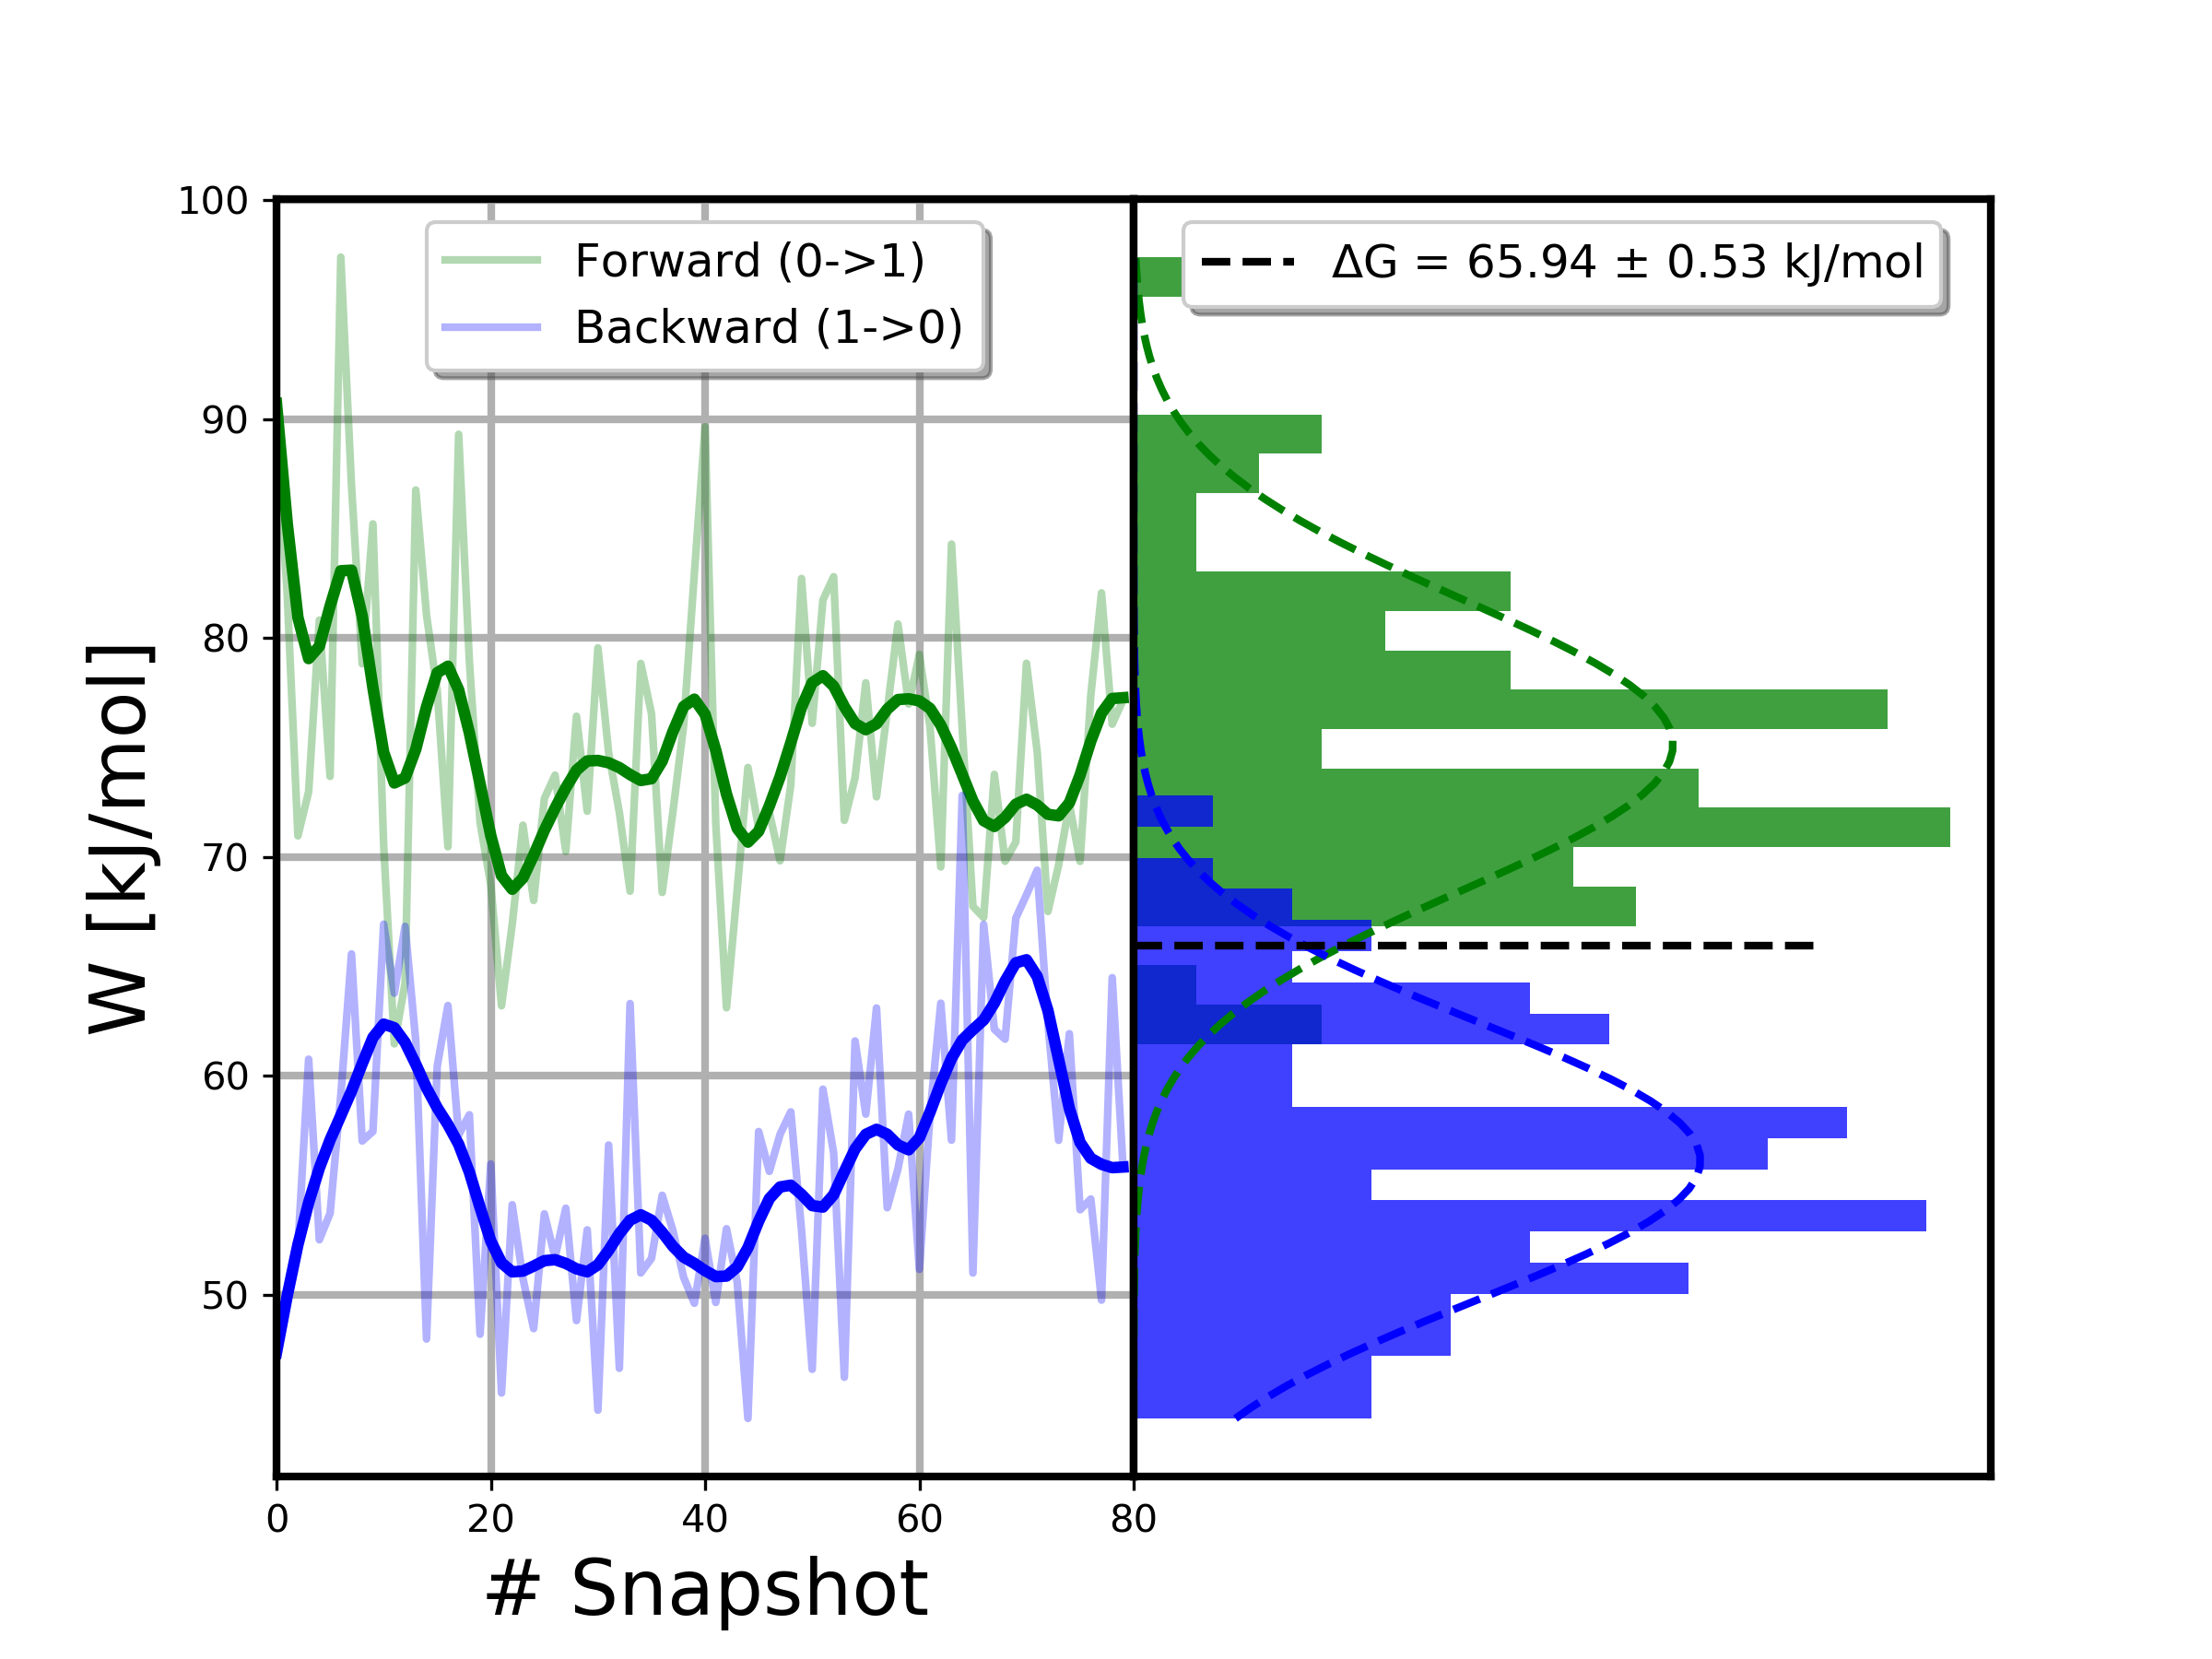 100
90
80
70
60
50
W [kJ/mol]
Forward (0->1)
Backward (1->0)
ΔG = 65.94 ± 0.53 kJ/mol
0 20 40 60 80
# Snapshot